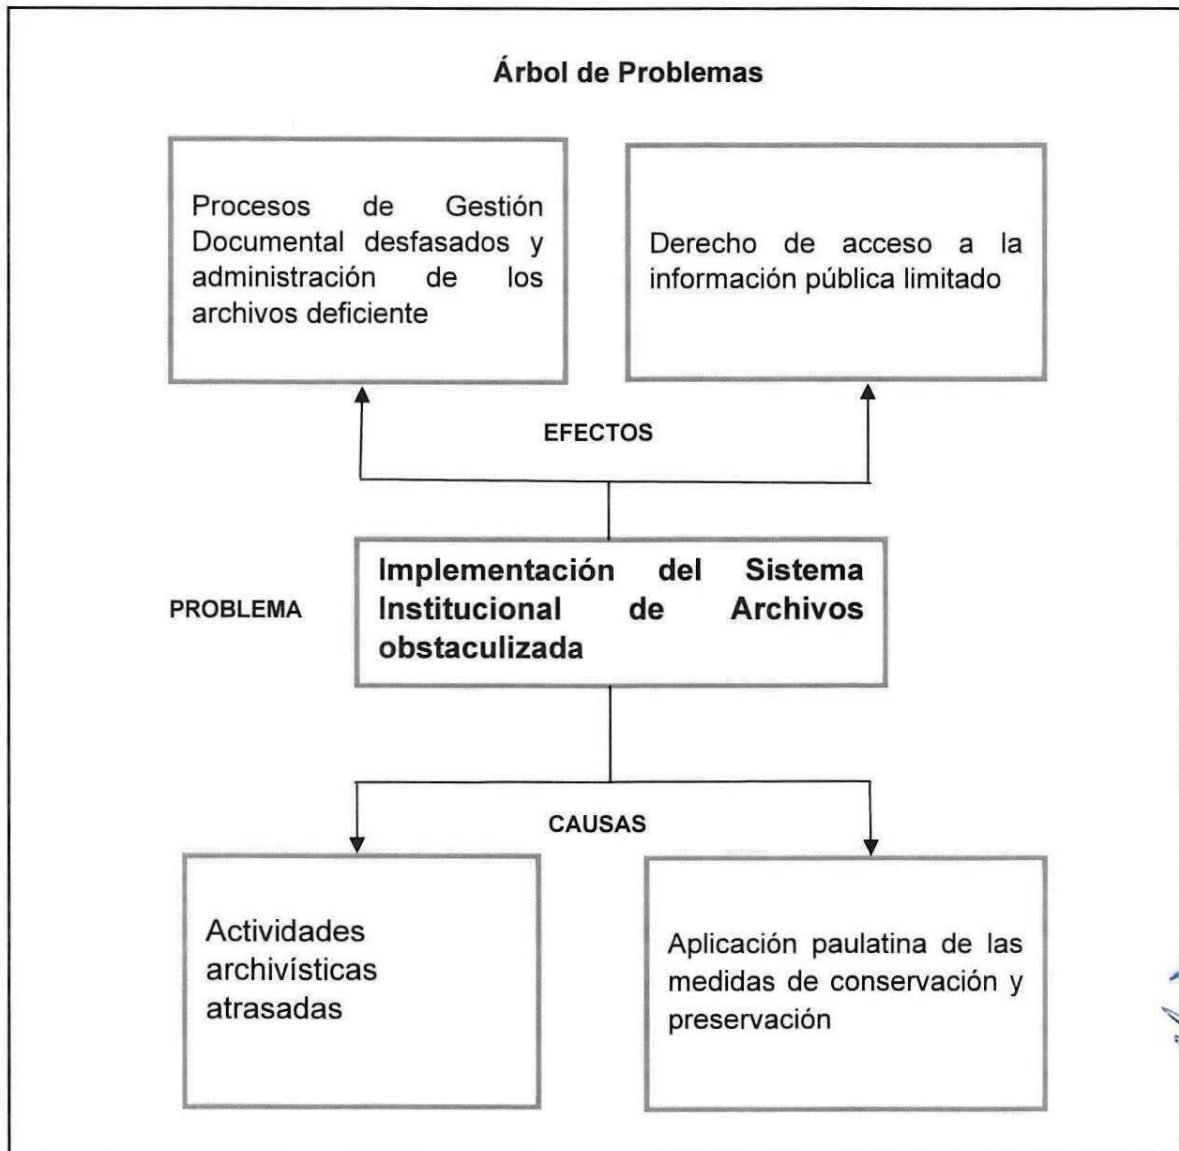 Árbol de Problemas
Procesos de Gestión
Documental desfasados y
administración de los
archivos deficiente
Derecho de acceso a la
información pública limitado
EFECTOS
PROBLEMA
Implementación del Sistema
Institucional de Archivos
obstaculizada
CAUSAS
Actividades
archivísticas
atrasadas
Aplicación paulatina de las
medidas de conservación y
preservación